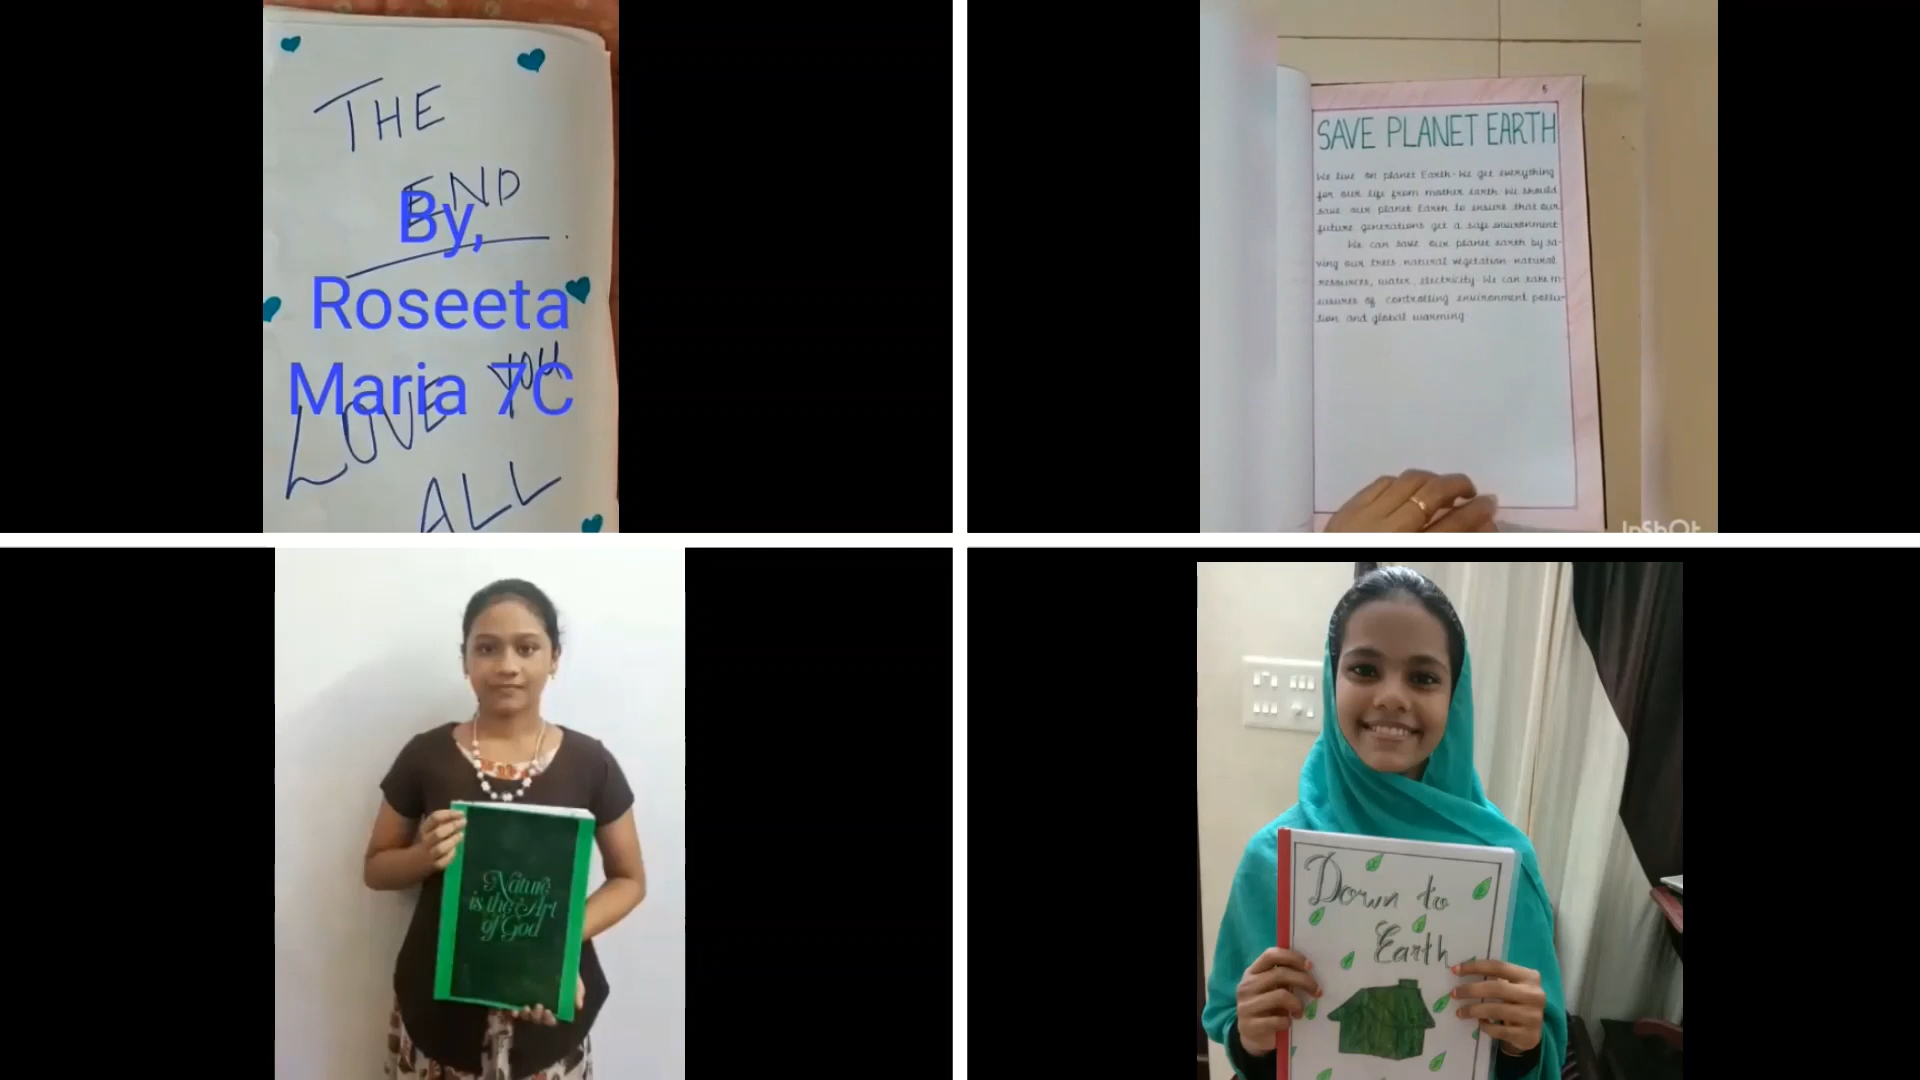 THE
END
By,
Roseeta
Maria 7C
LOVE YOU
ALL
6
SAVE PLANET EARTH
We live on planet Earth. We get everything
for our life from mother earth. We should
save our planet Earth to ensure that our
future generations get a safe environment
We can save our planet earth by sa-
ving our trees, natural vegetation natural
resources, water, electricity. We can take m-
easures of controlling environment pollu-
tion and global warming
InShOt
Nature
is the Art
of God
Down to
Earth